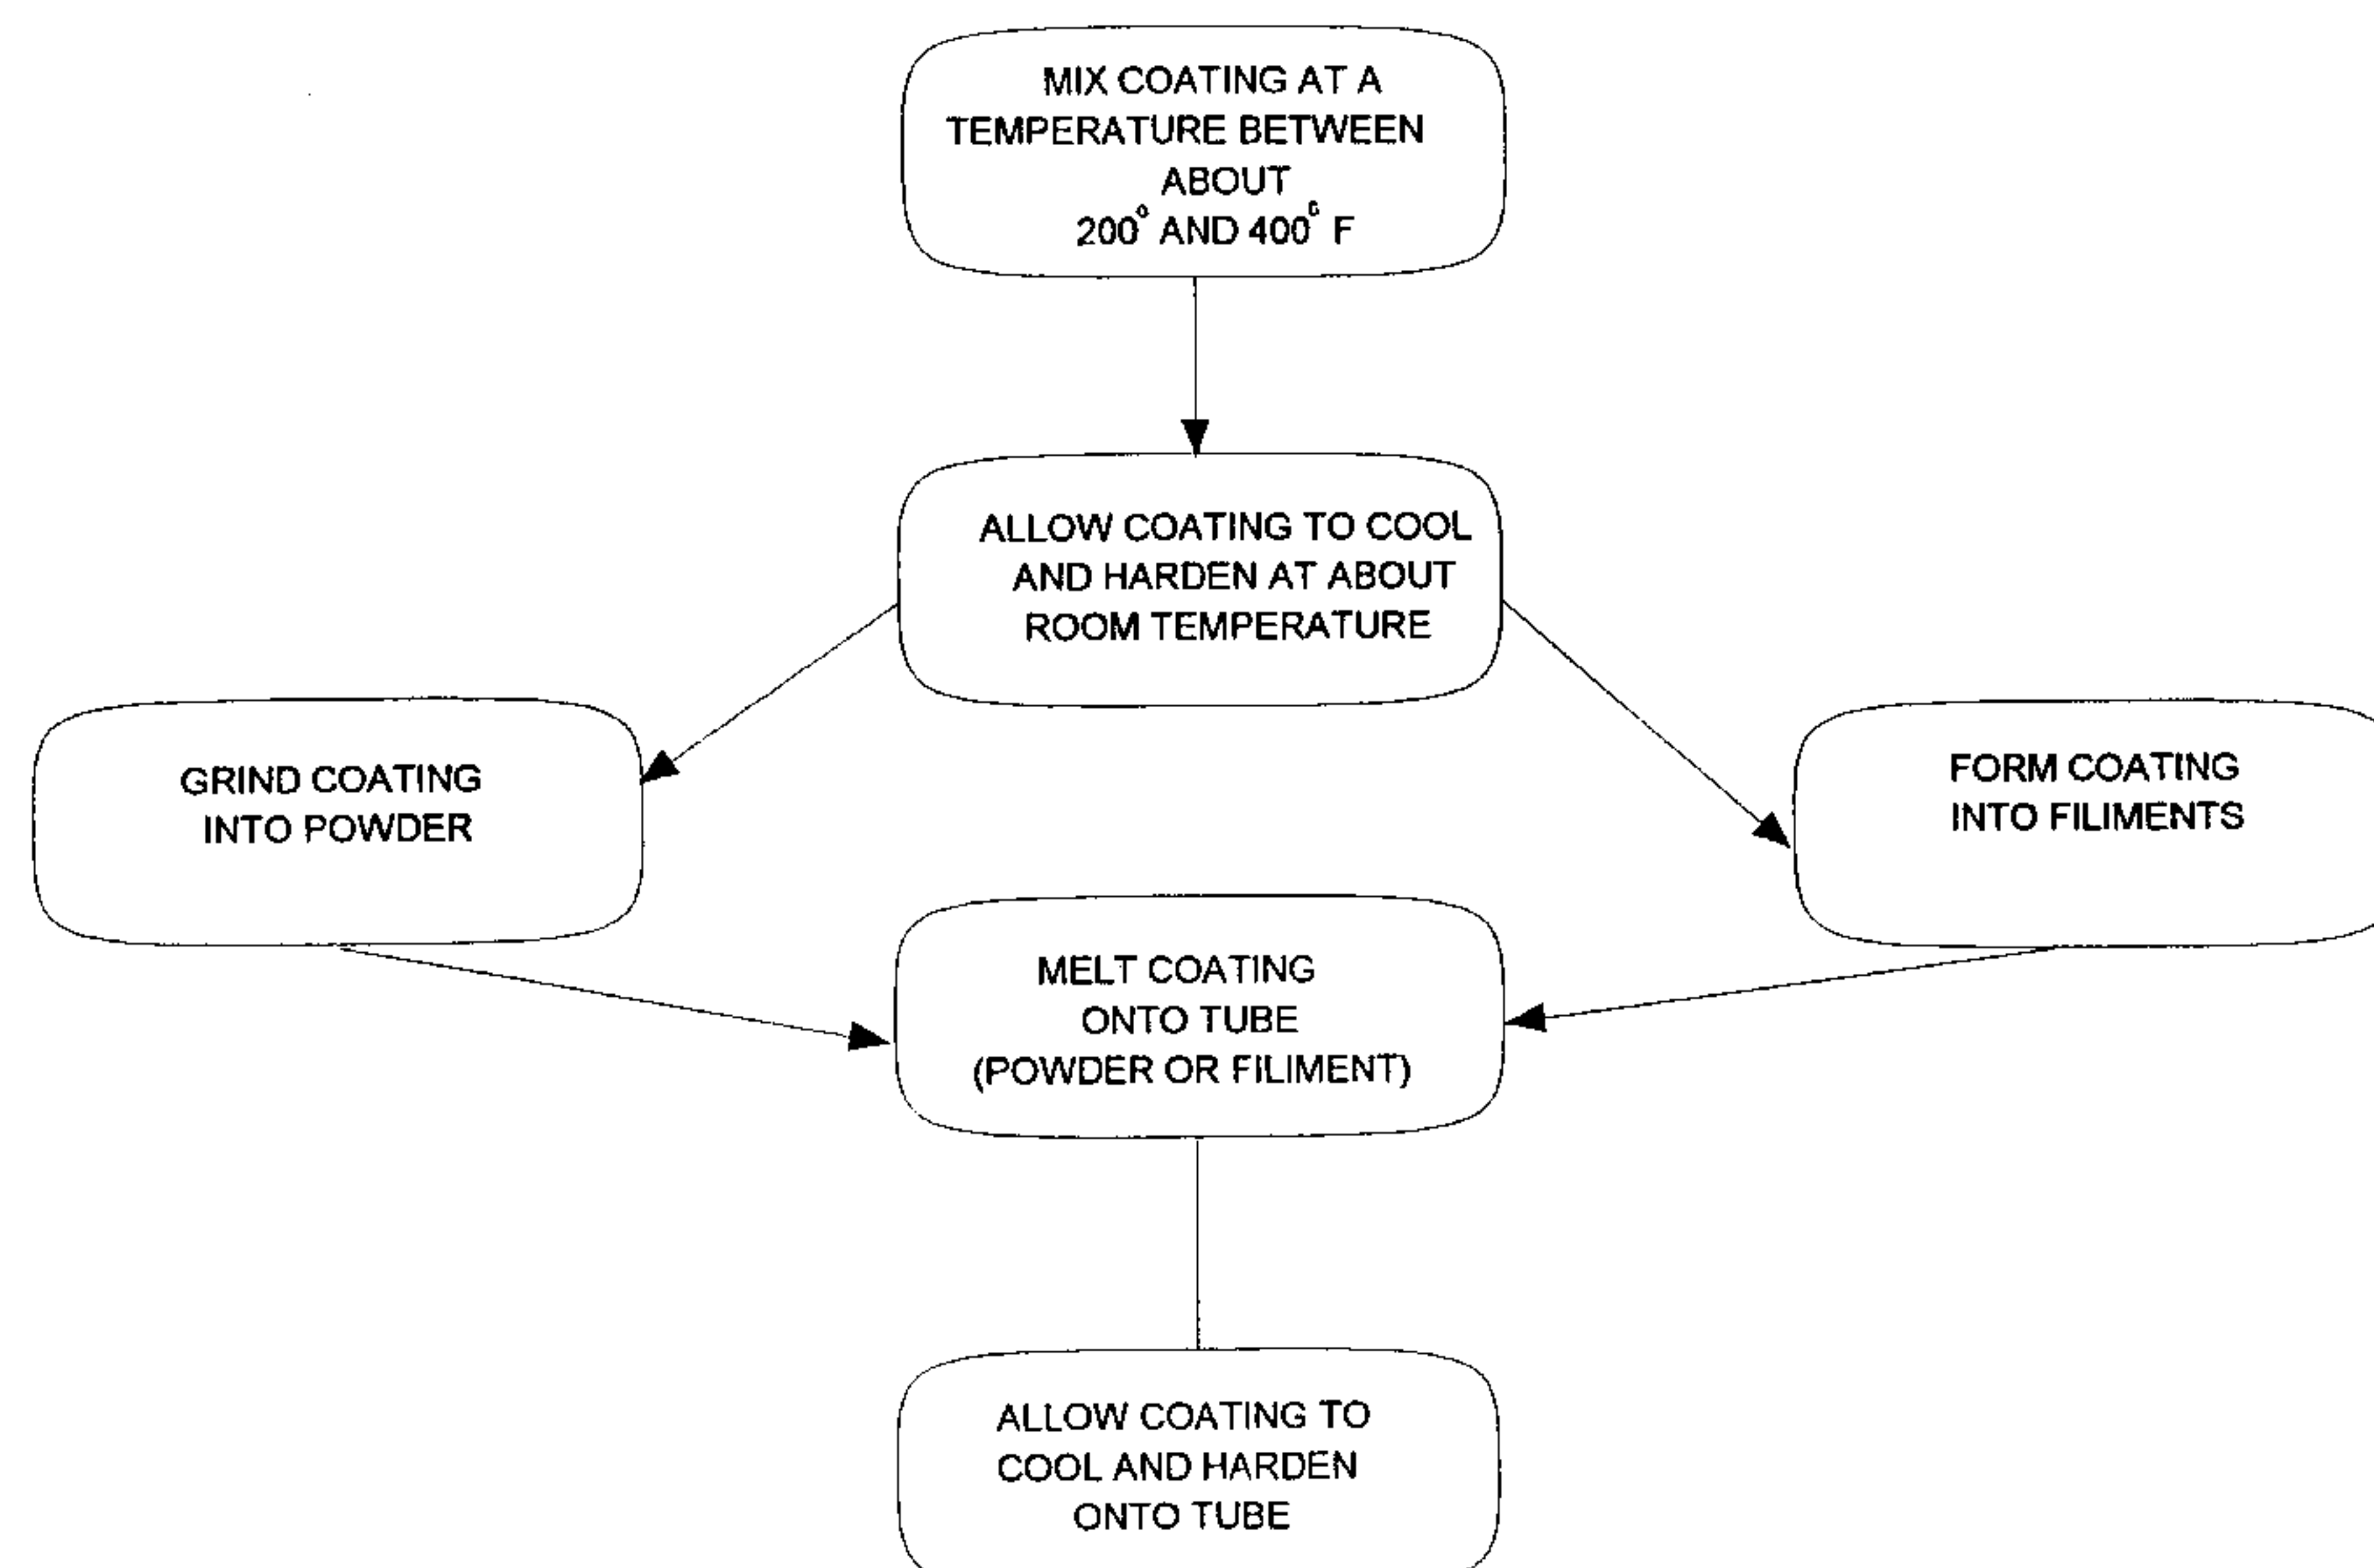 MIX COATING AT A
TEMPERATURE BETWEEN
ABOUT
200° AND 400° F
ALLOW COATING TO COOL
AND HARDEN AT ABOUT
ROOM TEMPERATURE
GRIND COATING
INTO POWDER
FORM COATING
INTO FILIMENTS
MELT COATING
ONTO TUBE
(POWDER OR FILIMENT)
ALLOW COATING TO
COOL AND HARDEN
ONTO TUBE